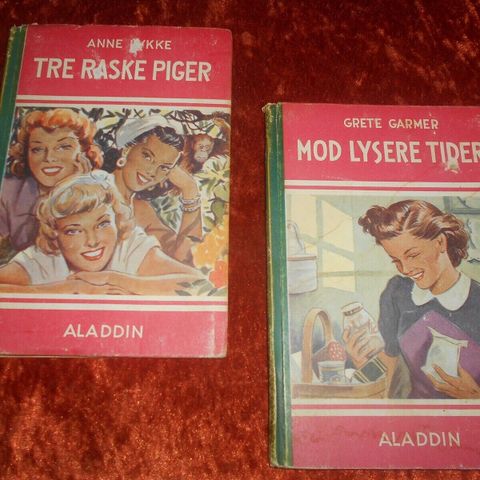 ANNE
TRE RASKE PIGER
ALADDIN
GRETE GARMER
MOD LYSERE TIDER
ALADDIN